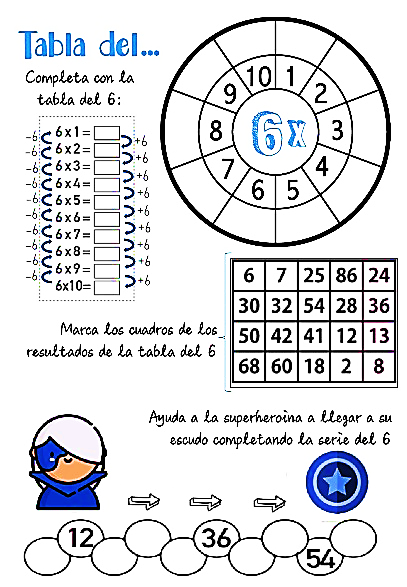 Tabla del...
Completa con la
tabla del 6:
-6 6x1= +6
-6 6x2= +6
-6 6x3= +6
-6 6x4= +6
-6 6x5= +6
-6 6x6= +6
-6 6x7= +6
-6 6x8= +6
-6 6x9= +6
6x10=
10 1
9 2
8 6x 3
7 4
6 5
6 7 25 86 24
30 32 54 28 36
50 42 41 12 13
68 60 18 2 8
Marca los cuadros de los
resultados de la tabla del 6
Ayuda a la superheroina a llegar a su
escudo completando la serie del 6
12 36
54